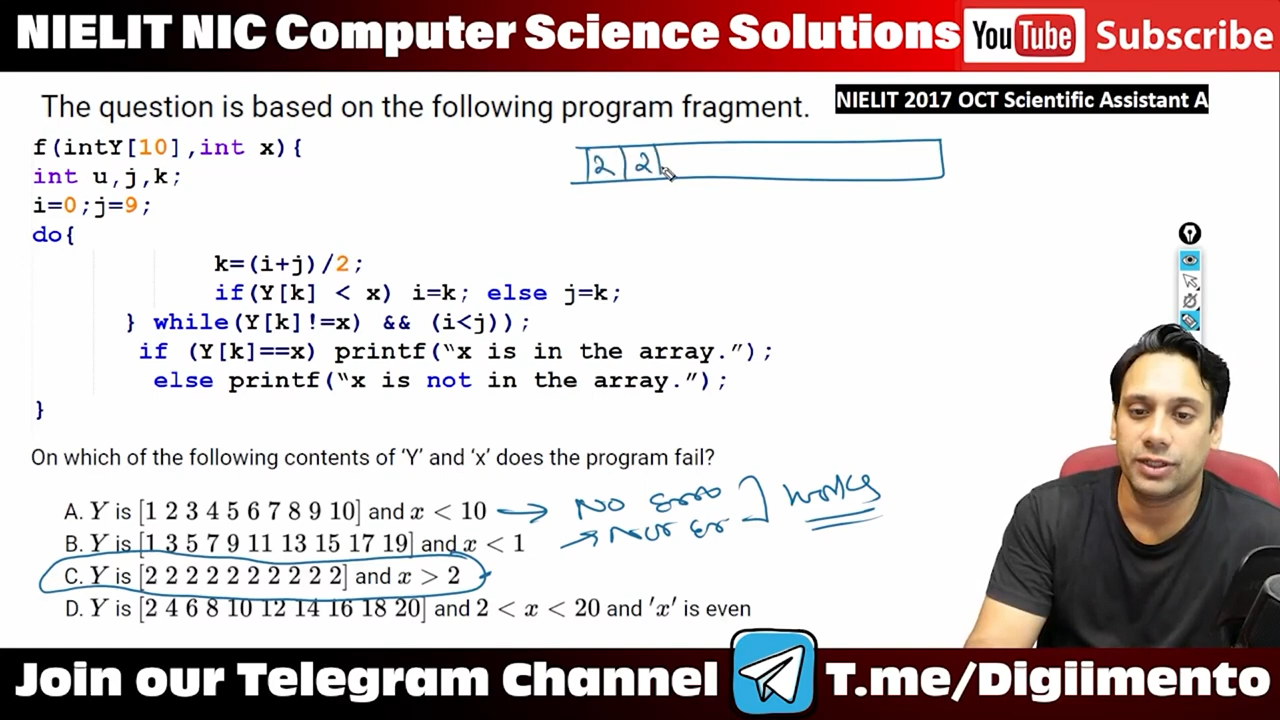 NIELIT NIC Computer Science Solutions YouTube Subscribe
The question is based on the following program fragment. NIELIT 2017 OCT Scientific Assistant A
f(intY[10],int x){
int u,j,k;
i=0;j=9;
do{
k=(i+j)/2;
if(Y[k] < x) i=k; else j=k;
} while(Y[k]!=x) && (i<j));
if (Y[k]==x) printf(“x is in the array.”);
else printf(“x is not in the array.”);
}
2 2
On which of the following contents of ‘Y’ and ‘x’ does the program fail?
A. Y is [1 2 3 4 5 6 7 8 9 10] and x < 10 → No Error
B. Y is [1 3 5 7 9 11 13 15 17 19] and x < 1 → Not Er
works
C. Y is [2 2 2 2 2 2 2 2 2 2] and x > 2
D. Y is [2 4 6 8 10 12 14 16 18 20] and 2 < x < 20 and 'x' is even
Join our Telegram Channel T.me/Digiimento